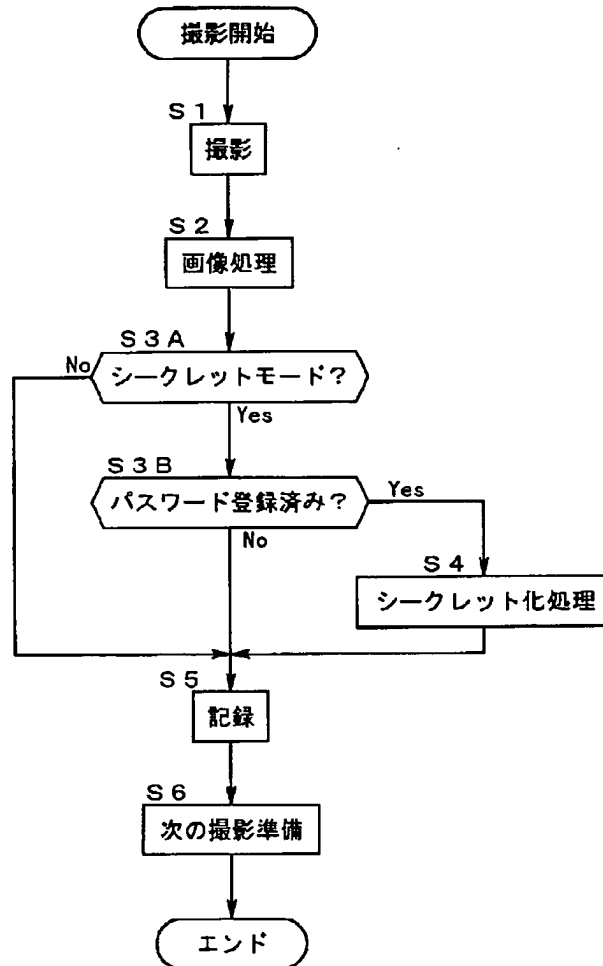 撮影開始
S1
撮影
S2
画像処理
S3A
No
シークレットモード?
Yes
S3B
パスワード登録済み?
Yes
No
S4
シークレット化処理
S5
記録
S6
次の撮影準備
エンド